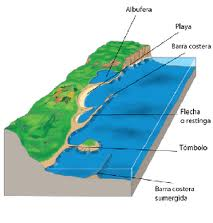 Albufera
Playa
Barra costera
Flecha
o restinga
Tómbolo
Barra costera
sumergida